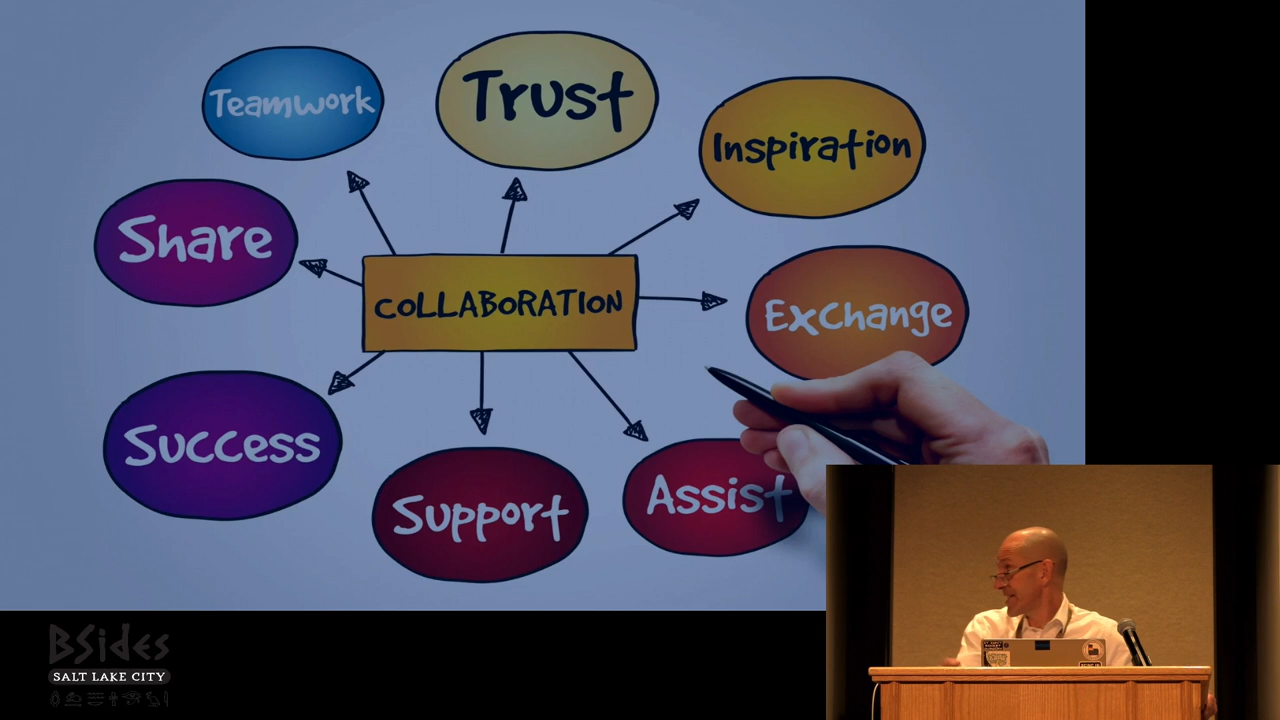 Teamwork
Trust
Inspiration
Share
COLLABORATION
Exchange
Success
Support
Assist
BSides
SALT LAKE CITY